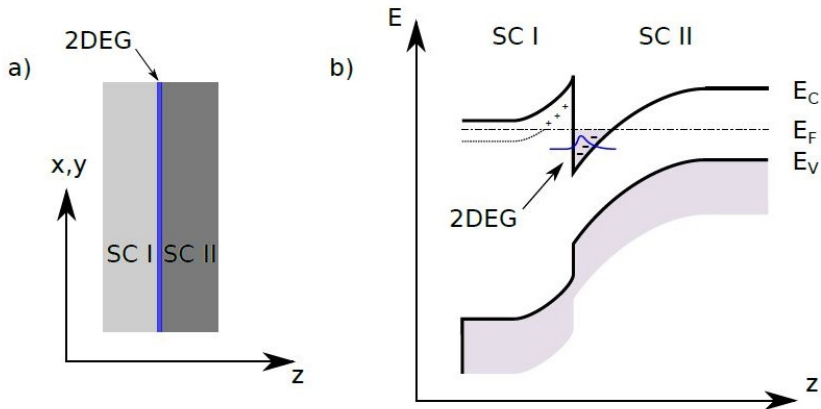 a)
2DEG
x,y
SC I
SC II
z
b)
E
SC I
SC II
E_C
E_F
E_V
+ + +
- - - -
2DEG
z